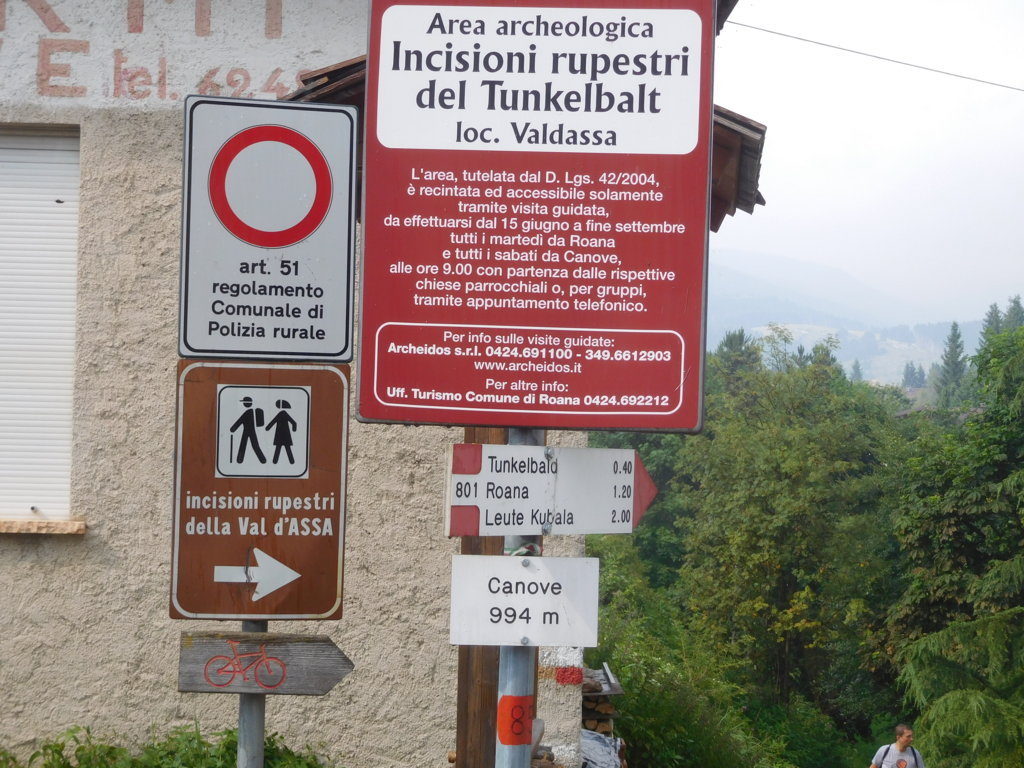 tel. 424
Area archeologica
Incisioni rupestri
del Tunkelbalt
loc. Valdassa
L'area, tutelata dal D. Lgs. 42/2004,
è recintata ed accessibile solamente
tramite visita guidata,
da effettuarsi dal 15 giugno a fine settembre
tutti i martedì da Roana
e tutti i sabati da Canove,
alle ore 9.00 con partenza dalle rispettive
chiese parrocchiali o, per gruppi,
tramite appuntamento telefonico.
Per info sulle visite guidate:
Archeidos s.r.l. 0424.691100 - 349.6612903
www.archeidos.it
Per altre info:
Uff. Turismo Comune di Roana 0424.692212
art. 51
regolamento
Comunale di
Polizia rurale
incisioni rupestri
della Val d'ASSA
Tunkelbald 0.40
801 Roana 1.20
Leute Kubala 2.00
Canove
994 m